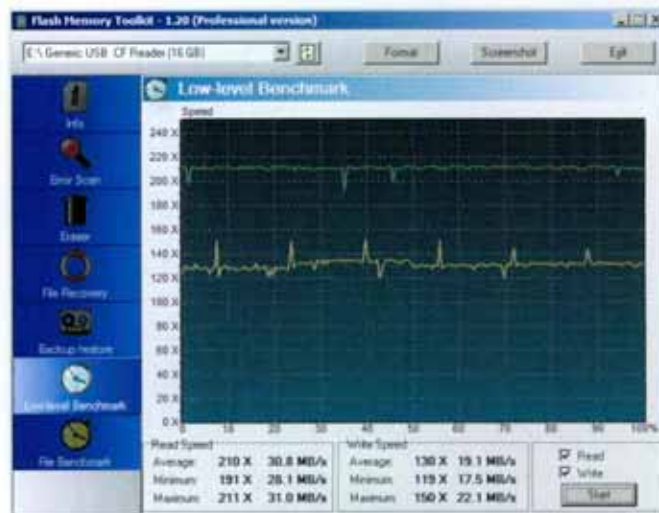 Flash Memory Toolkit - 1.20 (Professional version)
E:\ Generic USB CF Reader (16 GB)
Format
Screenshot
Exit
Info
Error Scan
Eraser
File Recovery
Backup feature
Low-level Benchmark
File Benchmark
Low-level Benchmark
Speed
240 X
220 X
200 X
180 X
160 X
140 X
120 X
100 X
80 X
60 X
40 X
20 X
0 X
0 10 20 30 40 50 60 70 80 90 100%
Read Speed
Average: 210 X 30.8 MB/s
Minimum: 191 X 28.1 MB/s
Maximum: 211 X 31.0 MB/s
Write Speed
Average: 130 X 19.1 MB/s
Minimum: 119 X 17.5 MB/s
Maximum: 150 X 22.1 MB/s
Read
Write
Start